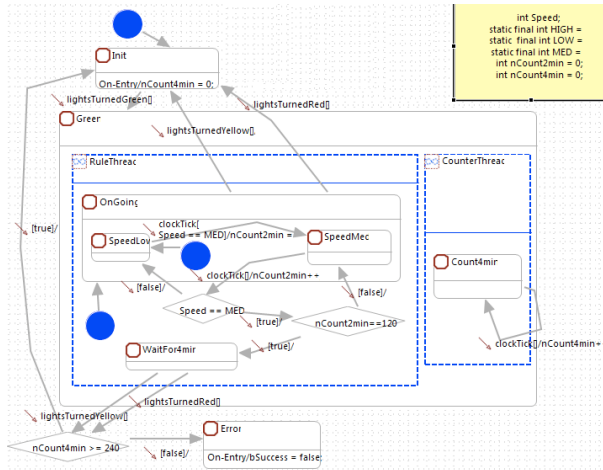 int Speed;
static final int HIGH =
static final int LOW =
static final int MED =
int nCount2min = 0;
int nCount4min = 0;
Init
On-Entry/nCount4min = 0;
lightsTurnedGreen[]
lightsTurnedRed[]
Greer
lightsTurnedYellow[],
RuleThreac
CounterThreac
OnGoing
clockTick[
Speed == MED]/nCount2min =
SpeedLow
SpeedMec
[true]/
Count4mir
clockTick[]/nCount2min++
[false]/
[false]/
Speed == MED
[true]/
nCount2min==120
clockTick[]/nCount4min+
WaitFor4mir
[true]/
lightsTurnedRed[]
lightsTurnedYellow[]
Error
nCount4min >= 240
[false]/
On-Entry/bSuccess = false;